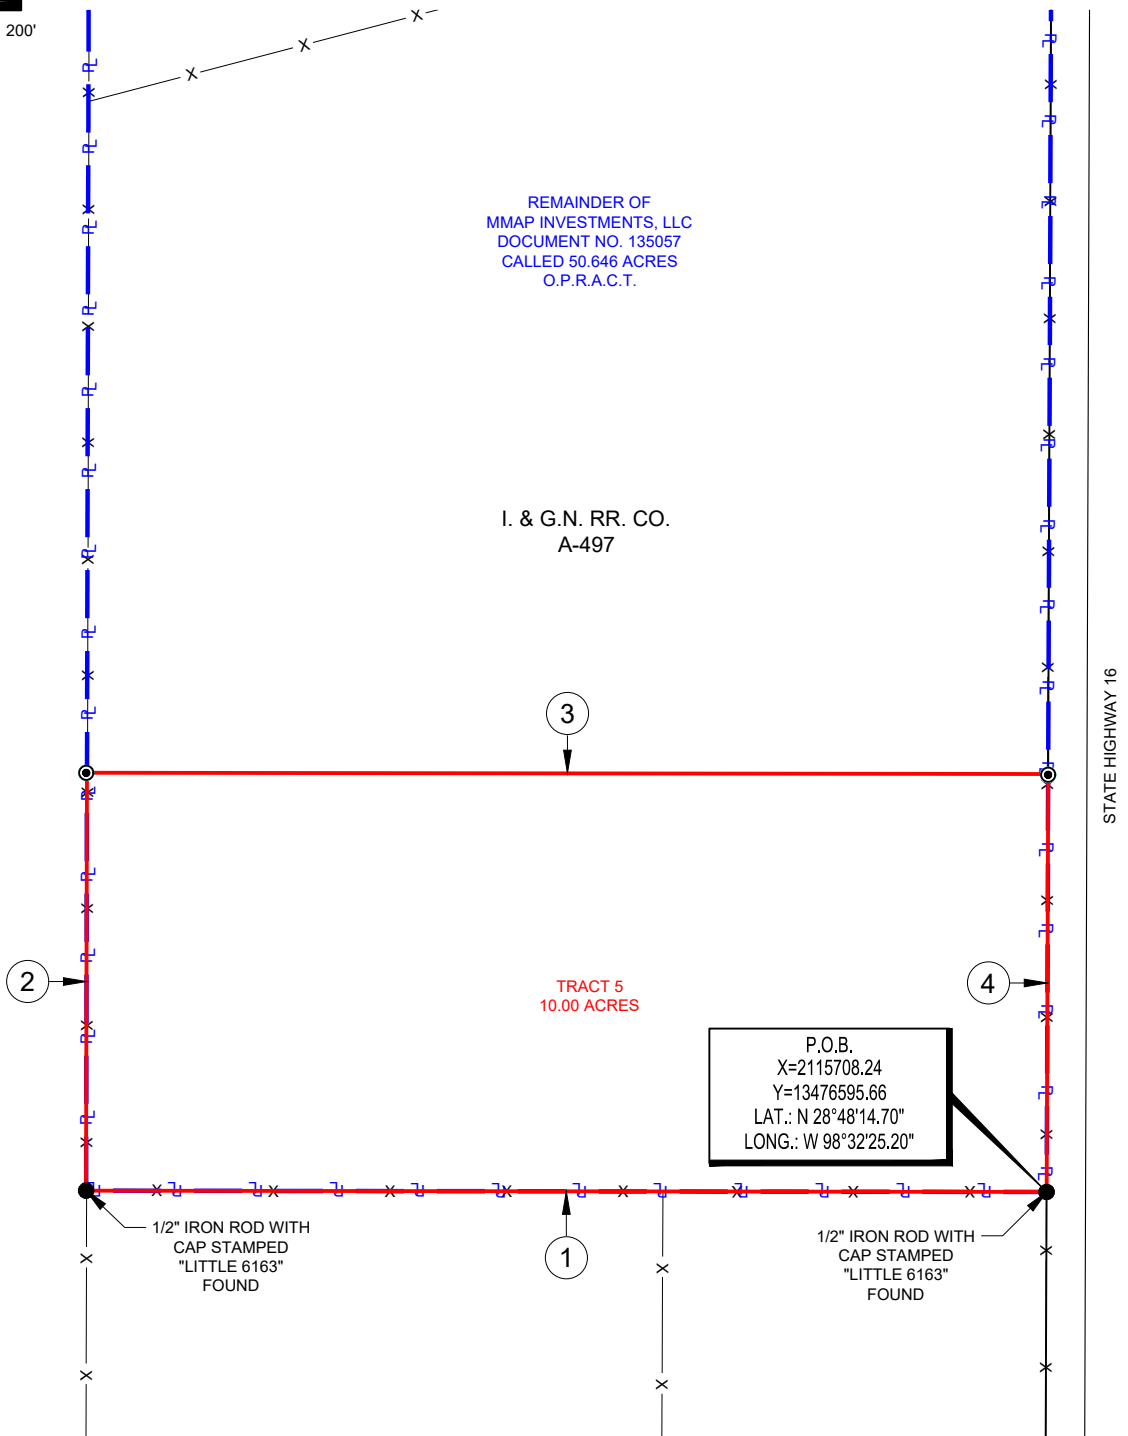 200'
REMAINDER OF
MMAP INVESTMENTS, LLC
DOCUMENT NO. 135057
CALLED 50.646 ACRES
O.P.R.A.C.T.
I. & G.N. RR. CO.
A-497
STATE HIGHWAY 16
3
2
4
TRACT 5
10.00 ACRES
P.O.B.
X=2115708.24
Y=13476595.66
LAT.: N 28°48'14.70"
LONG.: W 98°32'25.20"
1/2" IRON ROD WITH
CAP STAMPED
"LITTLE 6163"
FOUND
1
1/2" IRON ROD WITH
CAP STAMPED
"LITTLE 6163"
FOUND